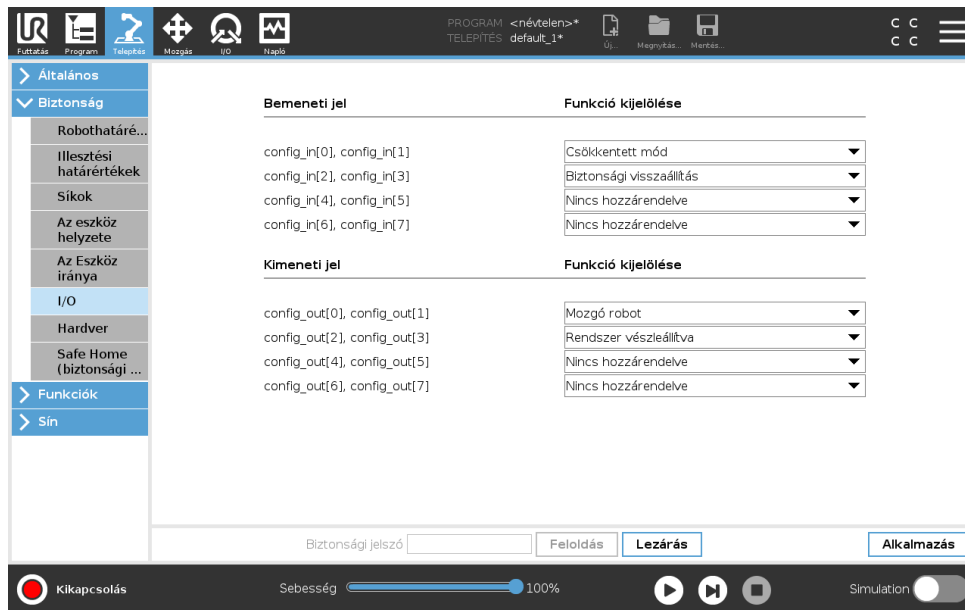 PROGRAM <névtelen>*
TELEPÍTÉS default_1*
Futtatás Program Telepítés Mozgás I/O Napló Új... Megnyitás... Mentés...
C C
C C
Általános
Biztonság
Robothatáré...
Illesztési
határértékek
Síkok
Az eszköz
helyzete
Az Eszköz
iránya
I/O
Hardver
Safe Home
(biztonsági ...
Funkciók
Sín
Bemeneti jel Funkció kijelölése
config_in[0], config_in[1] Csökkentett mód
config_in[2], config_in[3] Biztonsági visszaállítás
config_in[4], config_in[5] Nincs hozzárendelve
config_in[6], config_in[7] Nincs hozzárendelve
Kimeneti jel Funkció kijelölése
config_out[0], config_out[1] Mozgó robot
config_out[2], config_out[3] Rendszer vészleállítva
config_out[4], config_out[5] Nincs hozzárendelve
config_out[6], config_out[7] Nincs hozzárendelve
Biztonsági jelszó Feloldás Lezárás Alkalmazás
Kikapcsolás Sebesség 100% Simulation